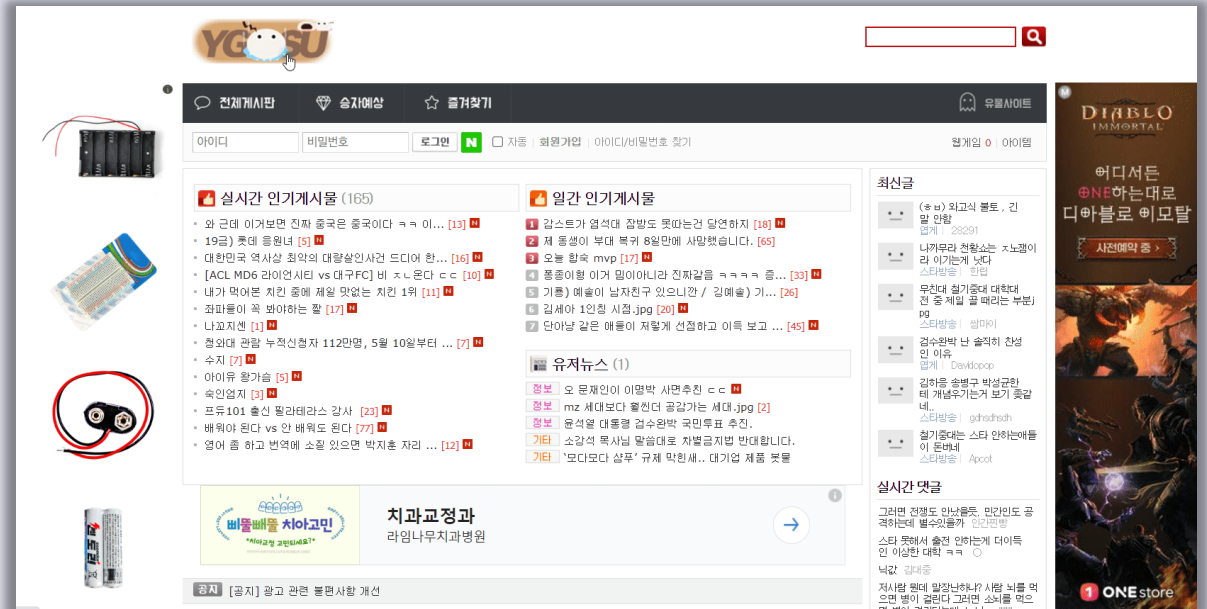 YGOSU
전체게시판
승자예상
즐겨찾기
유물사이트
아이디
비밀번호
로그인
N
자동
회원가입
아이디/비밀번호 찾기
웹게임 0
아이템
실시간 인기게시물 (165)
와 근데 이거보면 진짜 중국은 중국이다 ㅋㅋ 이... [13] N
19금) 롯데 응원녀 [5] N
대한민국 역사상 최악의 대량살인사건 드디어 한... [16] N
[ACL MD6 라이언시티 vs 대구FC] 비 ㅈㄴ온다 ㄷㄷ [10] N
내가 먹어본 치킨 중에 제일 맛없는 치킨 1위 [11] N
좌파들이 꼭 봐야하는 짤 [17] N
나꼬지센 [1] N
청와대 관람 누적신청자 112만명, 5월 10일부터 ... [7] N
수지 [7] N
아이유 왕가슴 [5] N
숙인엄지 [3] N
프듀101 출신 필라테라스 강사 [23] N
배워야 된다 vs 안 배워도 된다 [77] N
영어 좀 하고 번역에 소질 있으면 박지훈 자리 ... [12] N
일간 인기게시물
1 감스트가 염석대 잠방도 못따는건 당연하지 [18] N
2 제 동생이 부대 복귀 8일만에 사망했습니다. [65]
3 오늘 합숙 mvp [17] N
4 퐁퐁이형 이거 밈이아니라 진짜같음 ㅋㅋㅋㅋ 증... [33] N
5 기룡) 예솔이 남자친구 있으니깐 / 김예솔) 기... [26]
6 김세아 1인칭 시점.jpg [20] N
7 단아냥 같은 애들이 저렇게 선점하고 이득 보고 ... [45] N
유저뉴스 (1)
정보 오 문재인이 이명박 사면추친 ㄷㄷ N
정보 mz 세대보다 훨씬더 공감가는 세대.jpg [2]
정보 윤석열 대통령 검수완박 국민투표 추진.
기타 소강석 목사님 말씀대로 차별금지법 반대합니다.
기타 '모다모다 샴푸' 규제 막힌새.. 대기업 제품 봇물
삐뚤빼뚤 치아고민
"치아교정 고민되세요?"
치과교정과
라임나무치과병원
공지 [공지] 광고 관련 불편사항 개선
최신글
(ㅎㅂ) 와고식 불토 , 긴
말 안함
엽게 28291
나까무라 천황쇼는 ㅈ노잼이
라 이기는게 낫다
스타방송 한립
무친대 철기중대 대학대
전 중 제일 골 때리는 부분.j
pg
스타방송 쌈마이
검수완박 난 솔직히 찬성
인 이유
엽게 Davidopop
김하응 송병구 박성균한
테 개념우기는거 보기 좆같
네..
스타방송 gdhsdhsdh
철기중대는 스타 안하는애들
이 돈버네
스타방송 Apcot
실시간 댓글
그러면 전쟁도 안났을듯, 민간인도 공
격하는데 별수있을까 인간찐빵
스타 못해서 출전 안하는게 더이득
인 이상한 대학 ㅋㅋ
닉값 김대중
저사람 뭔데 말장난하냐? 사람 뇌를 먹
으면 병이 걸린다 그러면 소뇌를 먹으
M
DIABLO
IMMORTAL
어디서든
ONE하는대로
디아블로 이모탈
사전예약 중 >
1 ONE store